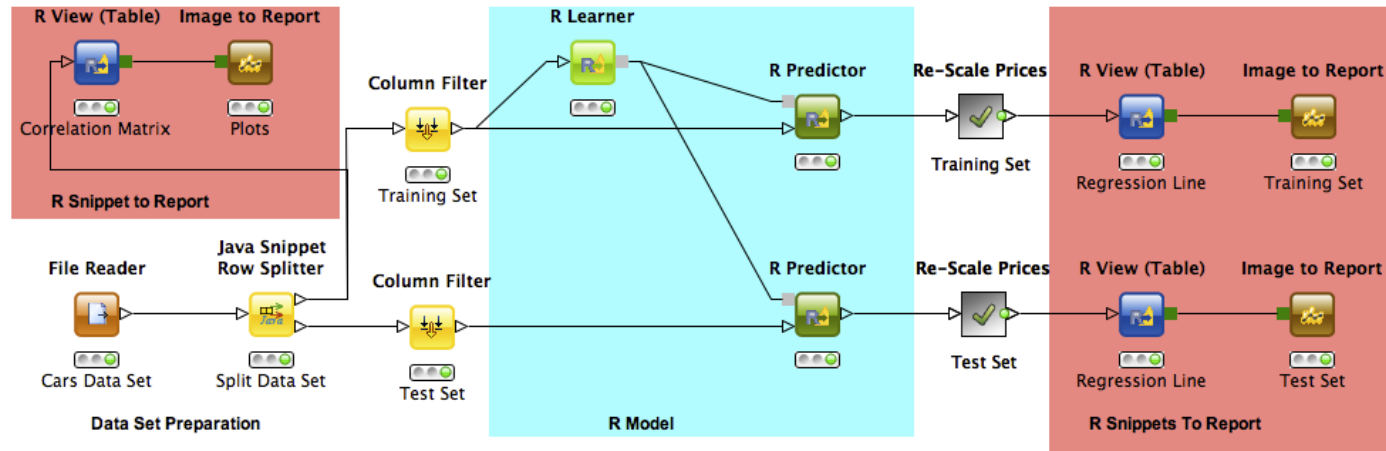 R View (Table)
Image to Report
R
Correlation Matrix
Plots
R Snippet to Report
File Reader
Cars Data Set
Java Snippet
Row Splitter
Java
Split Data Set
Data Set Preparation
Column Filter
Training Set
Column Filter
Test Set
R Learner
R
R Predictor
R
R Predictor
R
R Model
Re-Scale Prices
Training Set
Re-Scale Prices
Test Set
R View (Table)
Image to Report
R
Regression Line
Training Set
R View (Table)
Image to Report
R
Regression Line
Test Set
R Snippets To Report